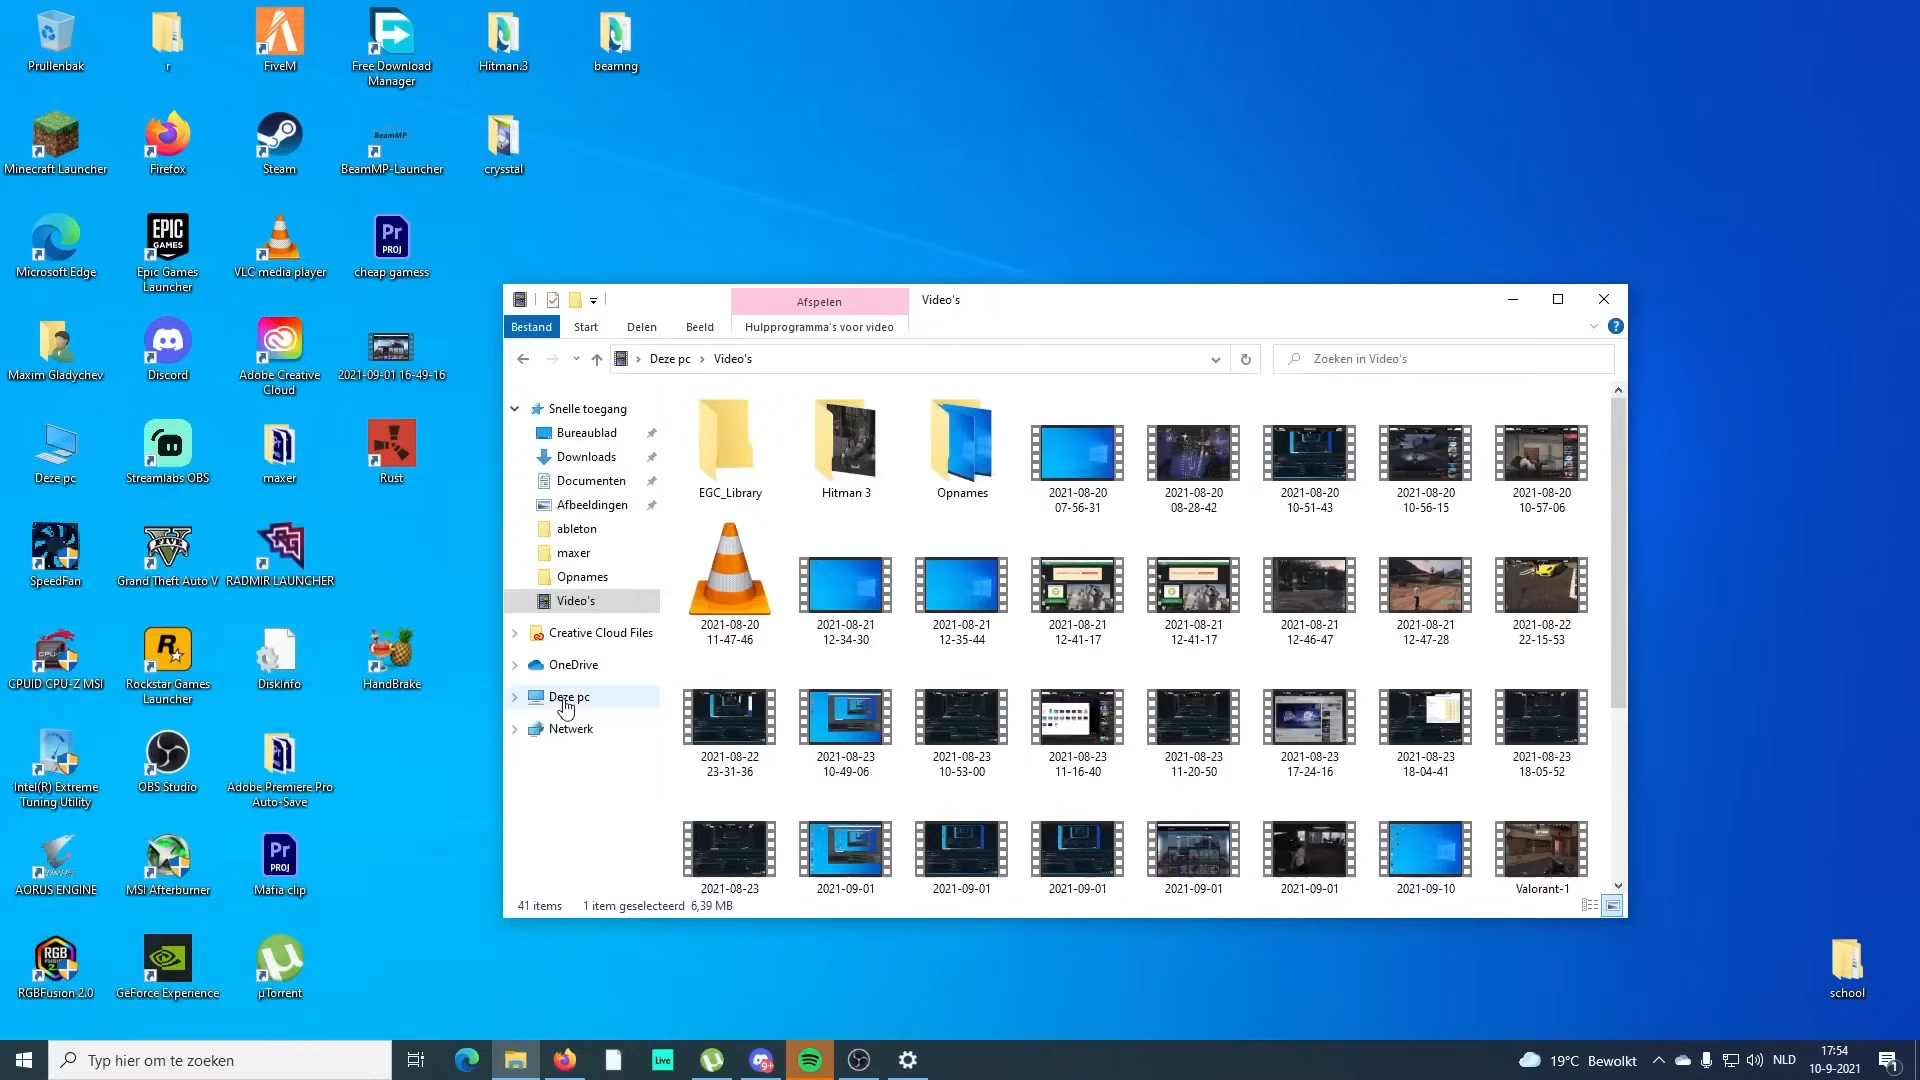 Prullenbak
r
FiveM
Free Download
Manager
Hitman.3
beamng
Minecraft Launcher
Firefox
Steam
BeamMP
BeamMP-Launcher
crysstal
Microsoft Edge
EPIC
GAMES
Epic Games
Launcher
VLC media player
Pr
PROJ
cheap gamess
Maxim Gladychev
Discord
Adobe Creative
Cloud
2021-09-01 16-49-16
Deze pc
Streamlabs OBS
maxer
Rust
SpeedFan
Grand Theft Auto V
RADMIR LAUNCHER
CPUID CPU-Z MSI
Rockstar Games
Launcher
DiskInfo
HandBrake
Intel(R) Extreme
Tuning Utility
OBS Studio
Adobe Premiere Pro
Auto-Save
AORUS ENGINE
MSI Afterburner
Pr
PROJ
Mafia clip
RGB
RGBFusion 2.0
GeForce Experience
µTorrent
school
Afspelen
Video's
Bestand
Start
Delen
Beeld
Hulpprogramma's voor video
Deze pc
Video's
Zoeken in Video's
Snelle toegang
Bureaublad
Downloads
Documenten
Afbeeldingen
ableton
maxer
Opnames
Video's
Creative Cloud Files
OneDrive
Deze pc
Netwerk
EGC_Library
Hitman 3
Opnames
2021-08-20
07-56-31
2021-08-20
08-28-42
2021-08-20
10-51-43
2021-08-20
10-56-15
2021-08-20
10-57-06
2021-08-20
11-47-46
2021-08-21
12-34-30
2021-08-21
12-35-44
2021-08-21
12-41-17
2021-08-21
12-41-17
2021-08-21
12-46-47
2021-08-21
12-47-28
2021-08-22
22-15-53
2021-08-22
23-31-36
2021-08-23
10-49-06
2021-08-23
10-53-00
2021-08-23
11-16-40
2021-08-23
11-20-50
2021-08-23
17-24-16
2021-08-23
18-04-41
2021-08-23
18-05-52
2021-08-23
2021-09-01
2021-09-01
2021-09-01
2021-09-01
2021-09-01
2021-09-10
Valorant-1
41 items
1 item geselecteerd 6,39 MB
Typ hier om te zoeken
Live
9+
19°C Bewolkt
NLD
17:54
10-9-2021
1